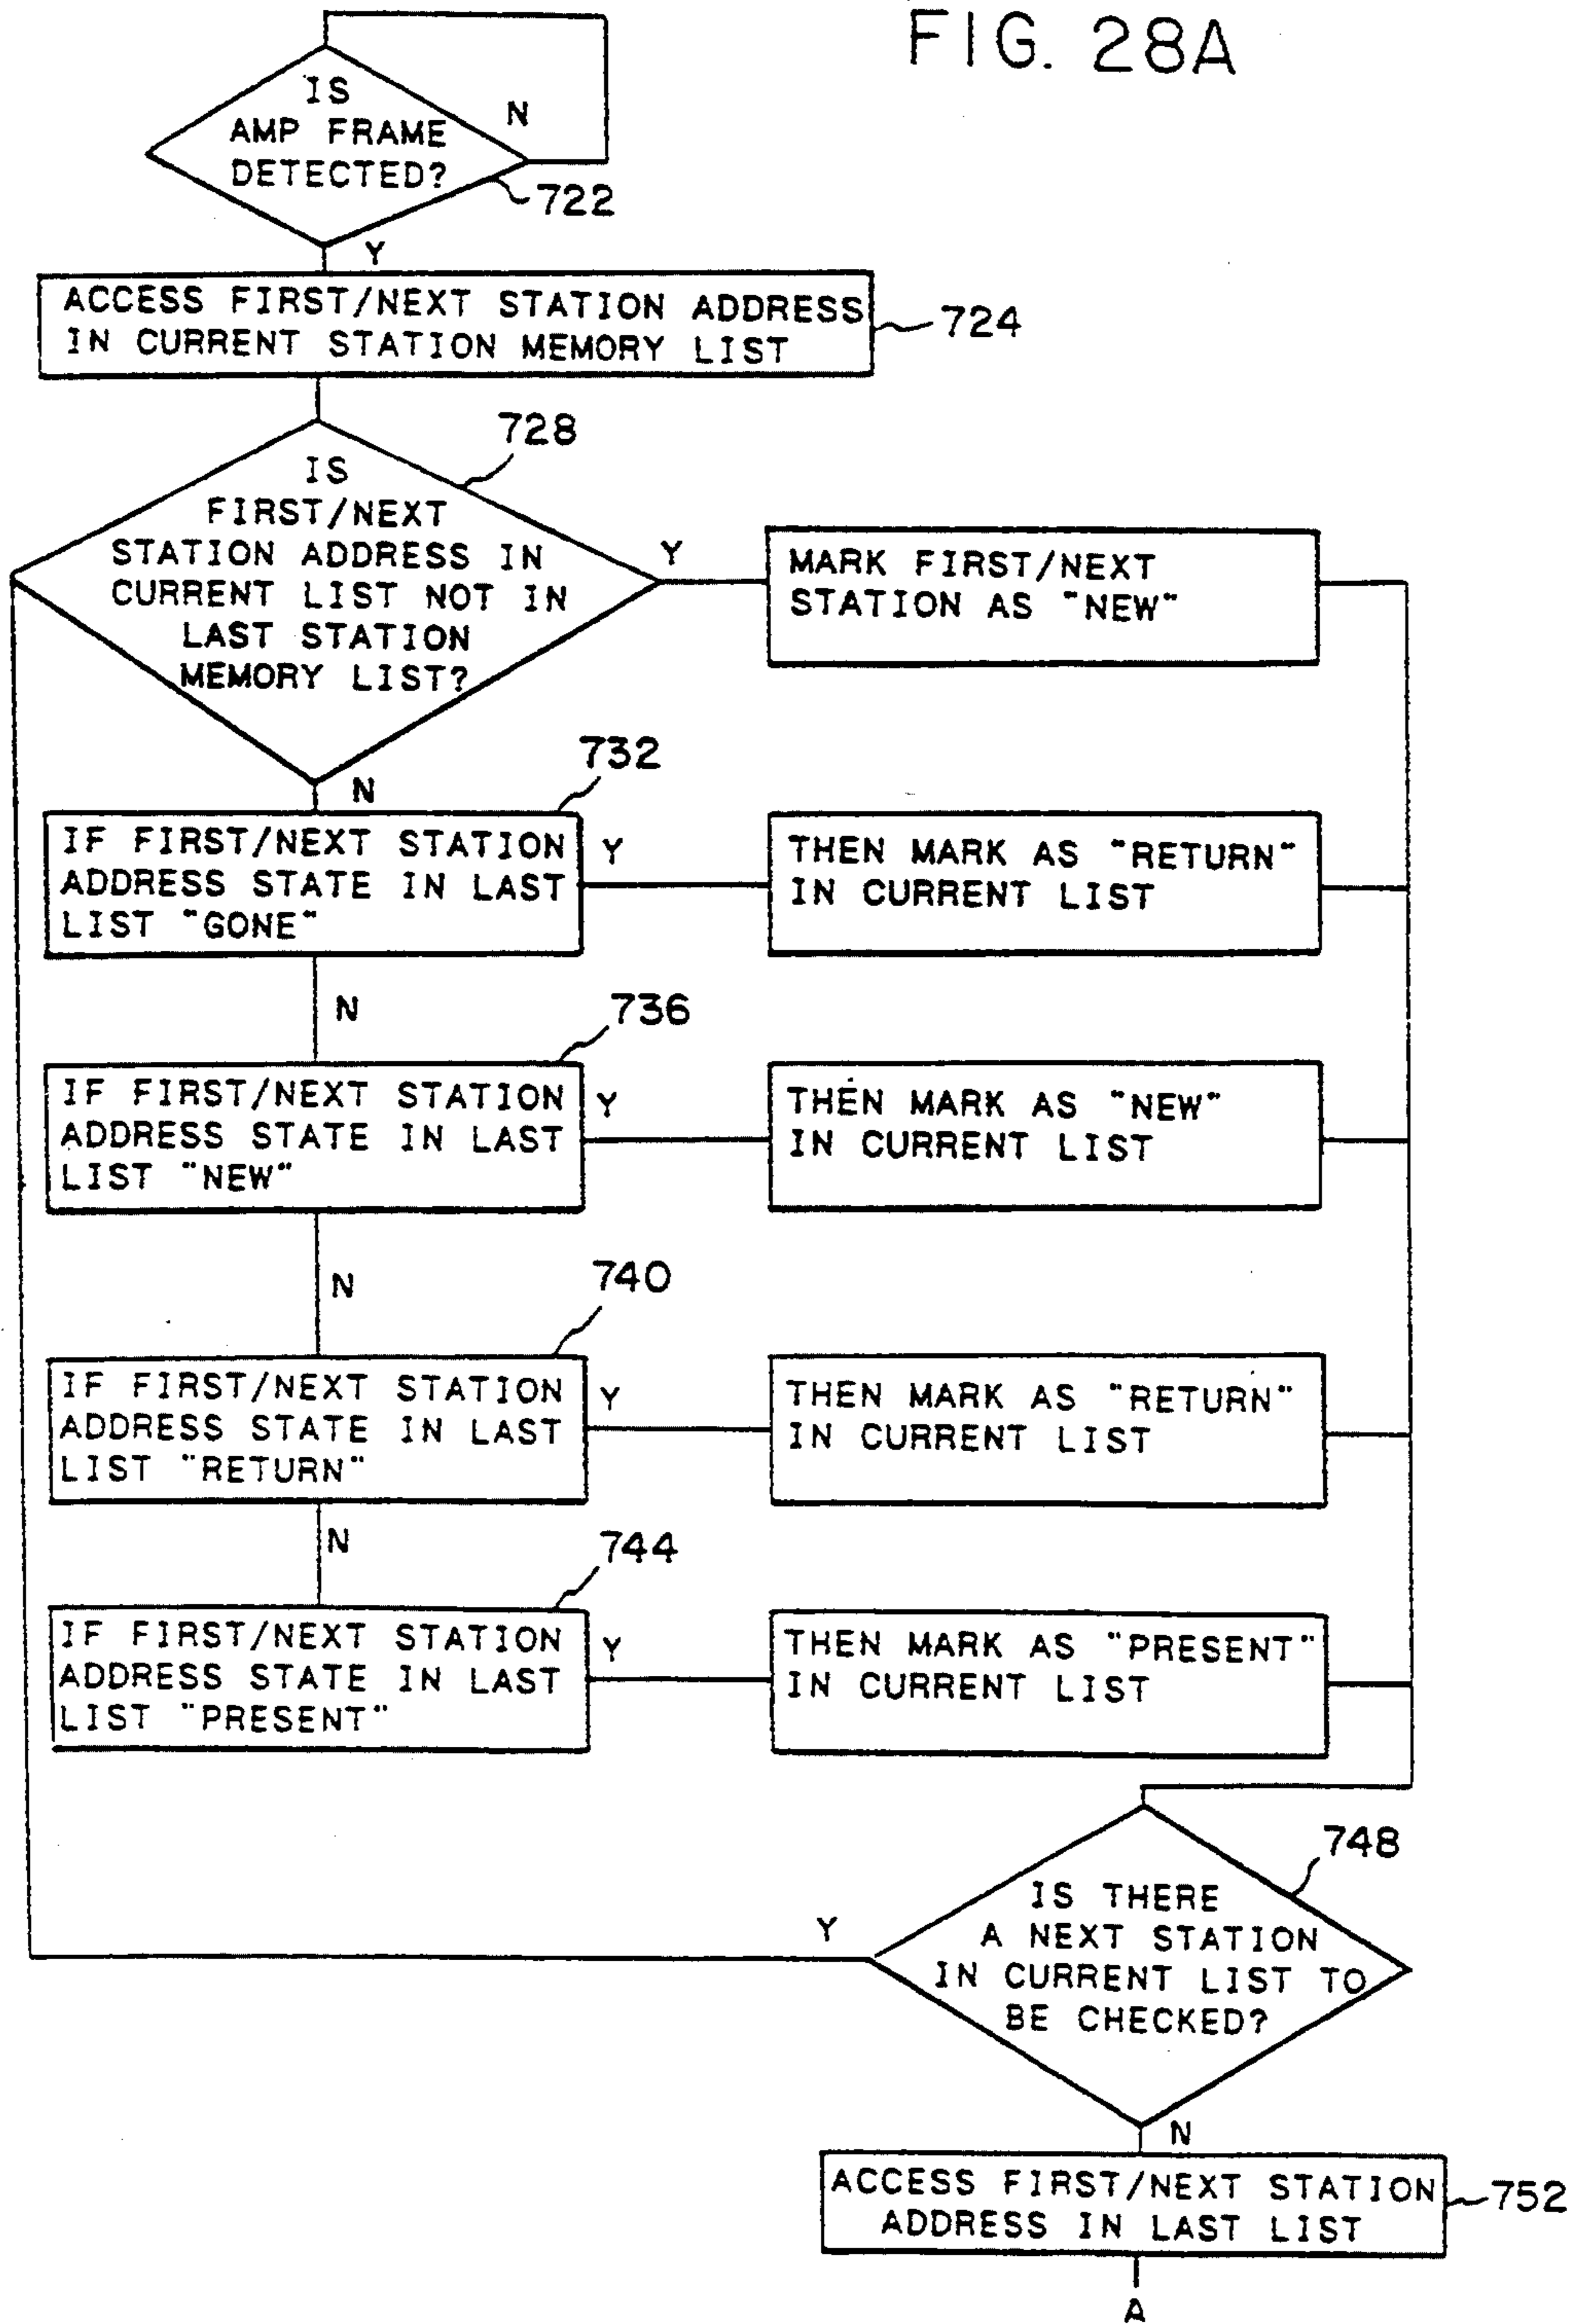 FIG. 28A
IS
AMP FRAME
DETECTED?
N
722
Y
ACCESS FIRST/NEXT STATION ADDRESS
IN CURRENT STATION MEMORY LIST
724
728
IS
FIRST/NEXT
STATION ADDRESS IN
CURRENT LIST NOT IN
LAST STATION
MEMORY LIST?
Y
MARK FIRST/NEXT
STATION AS "NEW"
N
732
IF FIRST/NEXT STATION
ADDRESS STATE IN LAST
LIST "GONE"
Y
THEN MARK AS "RETURN"
IN CURRENT LIST
N
736
IF FIRST/NEXT STATION
ADDRESS STATE IN LAST
LIST "NEW"
Y
THEN MARK AS "NEW"
IN CURRENT LIST
N
740
IF FIRST/NEXT STATION
ADDRESS STATE IN LAST
LIST "RETURN"
Y
THEN MARK AS "RETURN"
IN CURRENT LIST
N
744
IF FIRST/NEXT STATION
ADDRESS STATE IN LAST
LIST "PRESENT"
Y
THEN MARK AS "PRESENT"
IN CURRENT LIST
748
IS THERE
A NEXT STATION
IN CURRENT LIST TO
BE CHECKED?
Y
N
ACCESS FIRST/NEXT STATION
ADDRESS IN LAST LIST
752
A